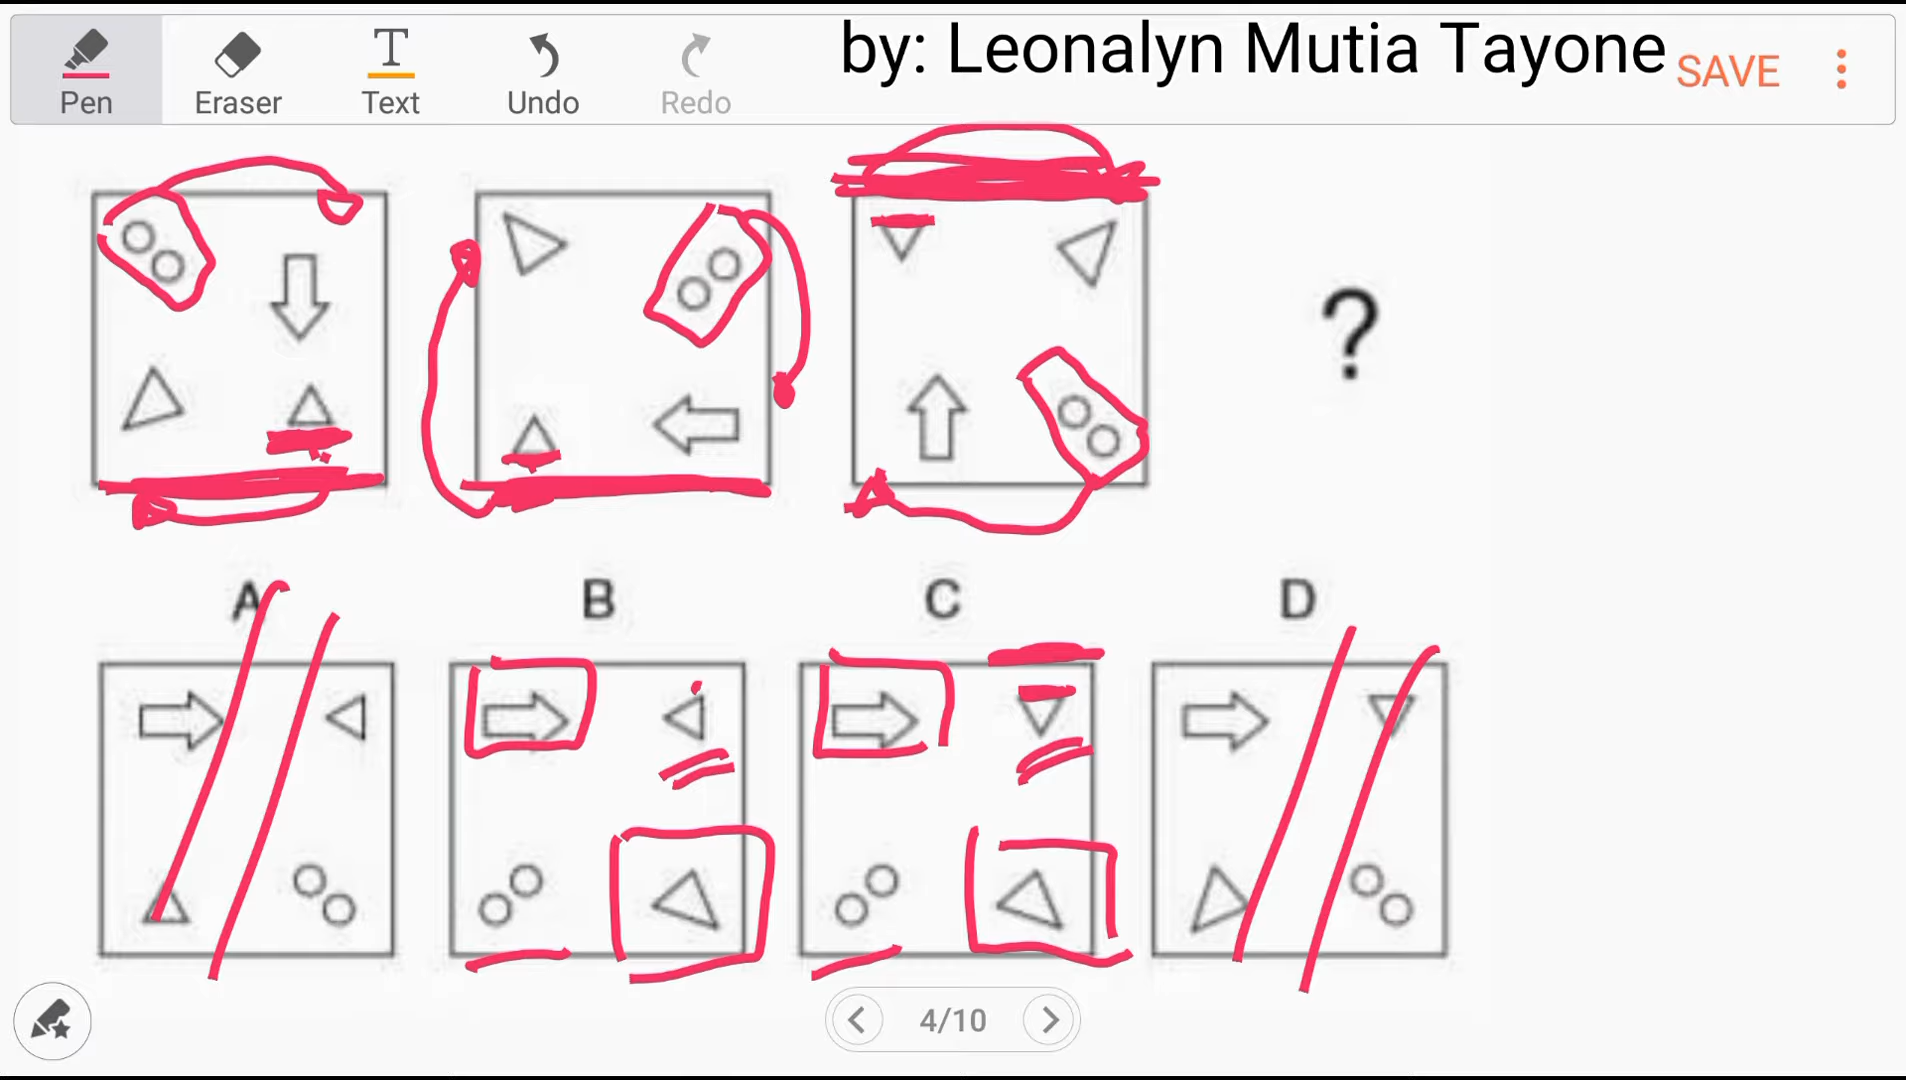 by: Leonalyn Mutia Tayone
SAVE
Pen Eraser Text Undo Redo
?
A B C D
4/10